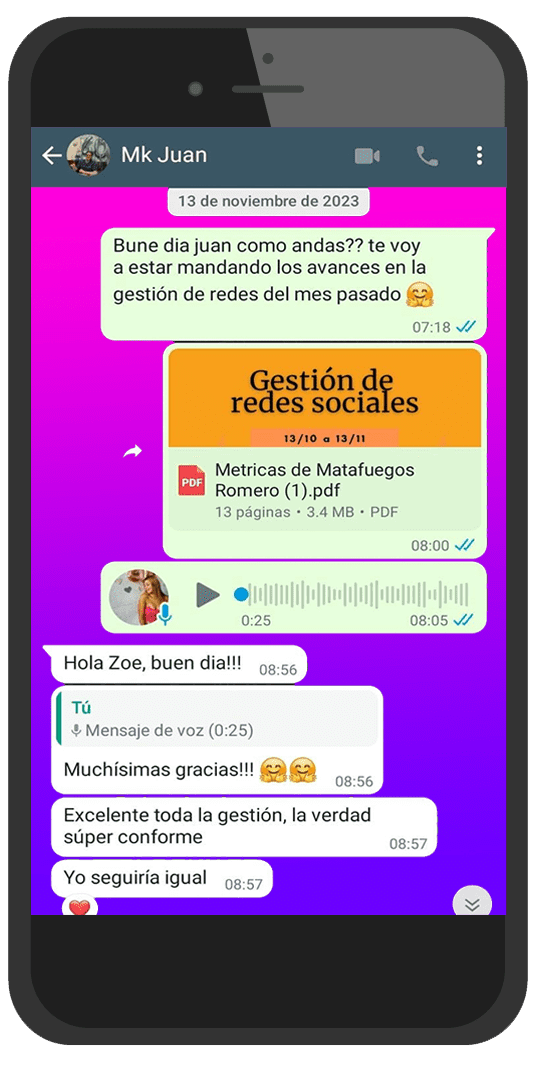 Mk Juan
13 de noviembre de 2023
Bune dia juan como andas?? te voy
a estar mandando los avances en la
gestión de redes del mes pasado 🤗
07:18
Gestión de
redes sociales
13/10 a 13/11
PDF
Metricas de Matafuegos
Romero (1).pdf
13 páginas • 3.4 MB • PDF
08:00
0:25
08:05
Hola Zoe, buen dia!!! 08:56
Tú
Mensaje de voz (0:25)
Muchísimas gracias!!! 🤗🤗 08:56
Excelente toda la gestión, la verdad
súper conforme 08:57
Yo seguiría igual 08:57
❤️